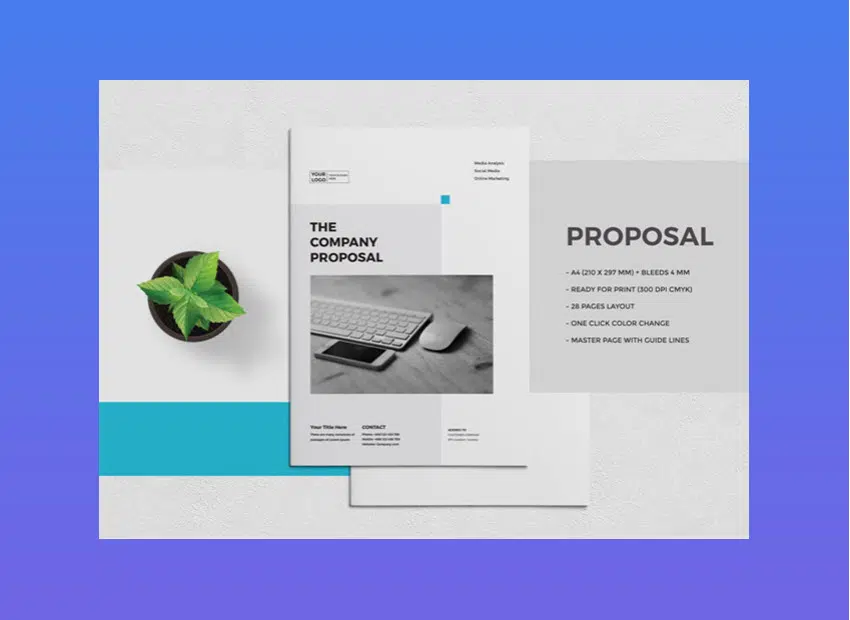 YOUR
LOGO
Media Analysis
Social Media
Online Marketing
THE
COMPANY
PROPOSAL
Your Title Here
CONTACT
PROPOSAL
- A4 (210 X 297 MM) + BLEEDS 4 MM
- READY FOR PRINT (300 DPI CMYK)
- 28 PAGES LAYOUT
- ONE CLICK COLOR CHANGE
- MASTER PAGE WITH GUIDE LINES